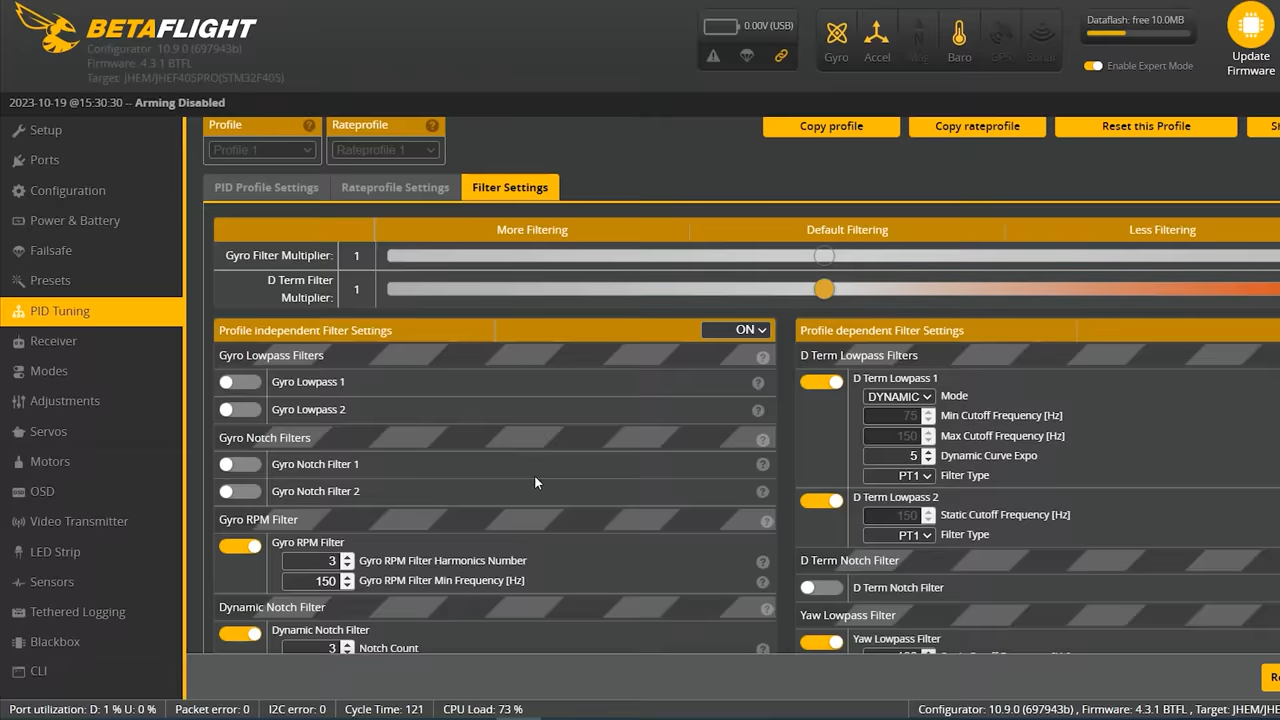 BETAFLIGHT
Configurator: 10.9.0 (697943b)
Firmware: 4.3.1 BTFL
Target: JHEM/JHEF405PRO(STM32F405)
0.00V (USB)
Gyro
Accel
Mag
Baro
GPS
Sonar
Dataflash: free 10.0MB
Enable Expert Mode
Update
Firmware
2023-10-19 @15:30:30 -- Arming Disabled
Setup
Ports
Configuration
Power & Battery
Failsafe
Presets
PID Tuning
Receiver
Modes
Adjustments
Servos
Motors
OSD
Video Transmitter
LED Strip
Sensors
Tethered Logging
Blackbox
CLI
Profile
Rateprofile
Profile 1
Rateprofile 1
Copy profile
Copy rateprofile
Reset this Profile
PID Profile Settings
Rateprofile Settings
Filter Settings
More Filtering
Default Filtering
Less Filtering
Gyro Filter Multiplier: 1
D Term Filter
Multiplier: 1
Profile independent Filter Settings ON
Gyro Lowpass Filters
Gyro Lowpass 1
Gyro Lowpass 2
Gyro Notch Filters
Gyro Notch Filter 1
Gyro Notch Filter 2
Gyro RPM Filter
Gyro RPM Filter
3 Gyro RPM Filter Harmonics Number
150 Gyro RPM Filter Min Frequency [Hz]
Dynamic Notch Filter
Dynamic Notch Filter
3 Notch Count
Profile dependent Filter Settings
D Term Lowpass Filters
D Term Lowpass 1
DYNAMIC Mode
75 Min Cutoff Frequency [Hz]
150 Max Cutoff Frequency [Hz]
5 Dynamic Curve Expo
PT1 Filter Type
D Term Lowpass 2
150 Static Cutoff Frequency [Hz]
PT1 Filter Type
D Term Notch Filter
D Term Notch Filter
Yaw Lowpass Filter
Yaw Lowpass Filter
Port utilization: D: 1 % U: 0 %
Packet error: 0
I2C error: 0
Cycle Time: 121
CPU Load: 73 %
Configurator: 10.9.0 (697943b) , Firmware: 4.3.1 BTFL , Target: JHEM/JHEF